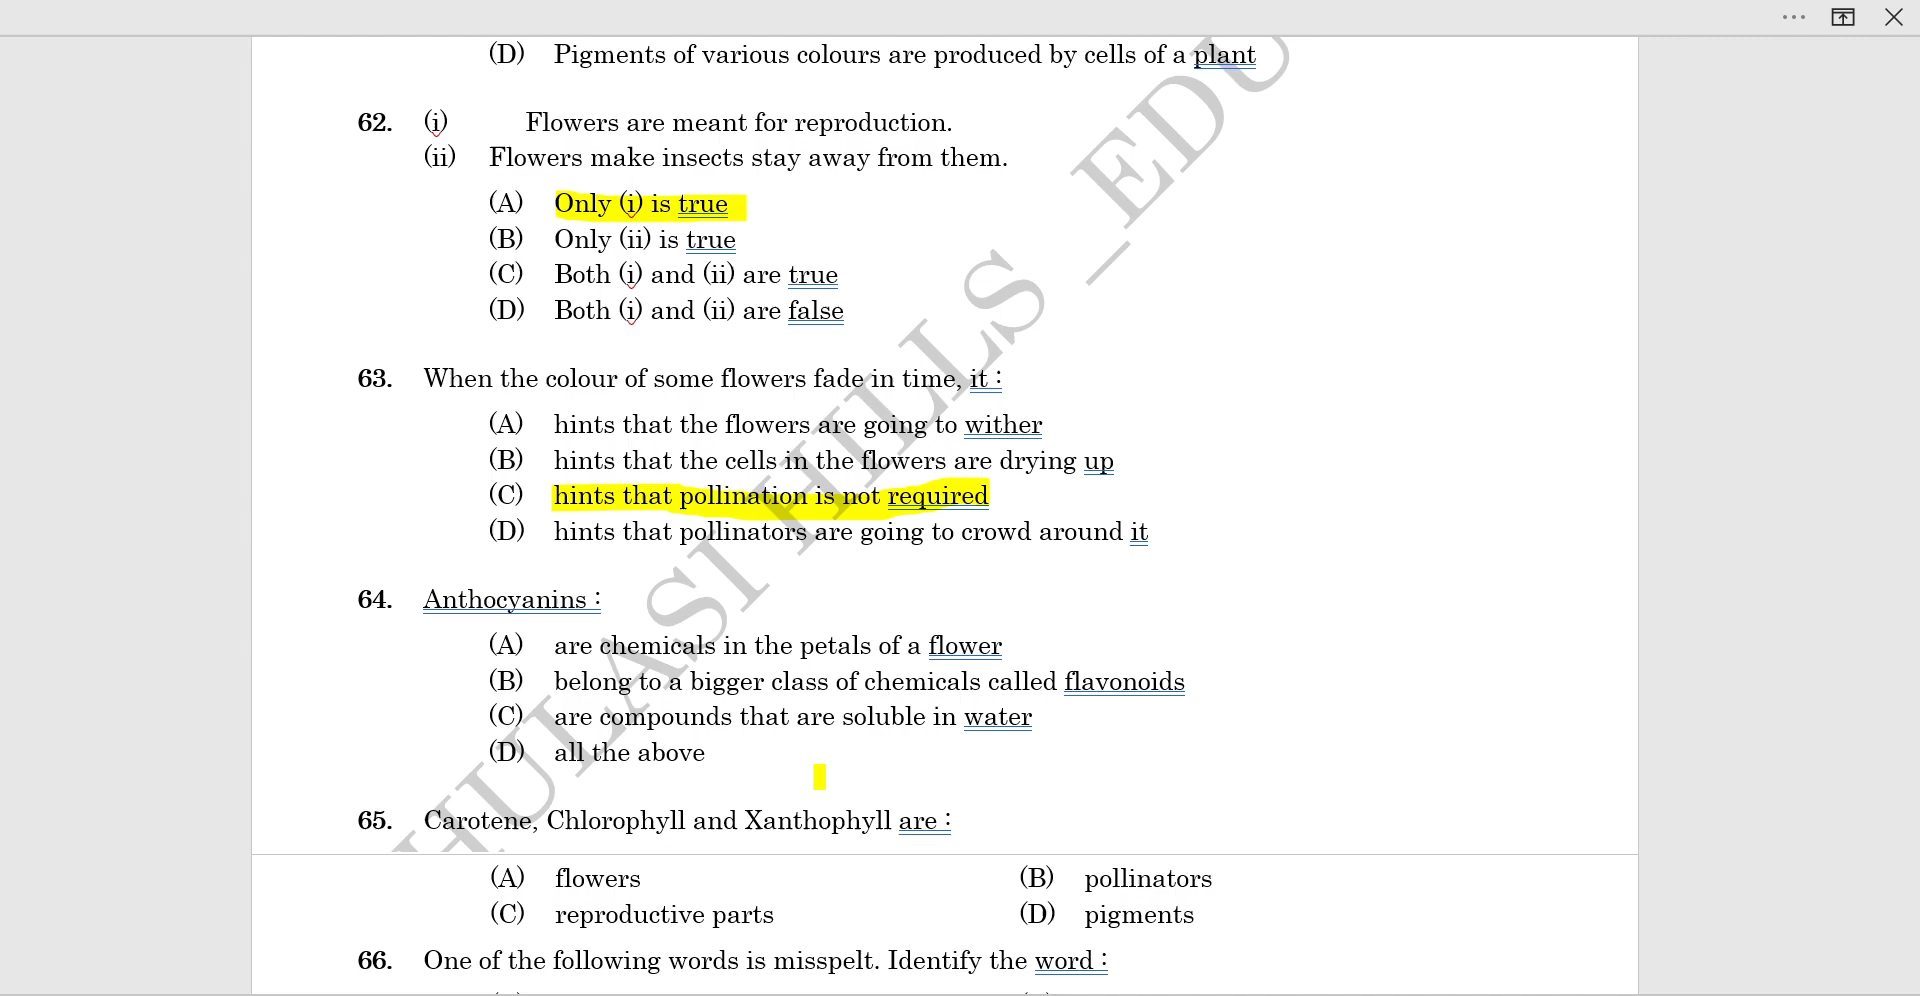 (D) Pigments of various colours are produced by cells of a plant
62. (i) Flowers are meant for reproduction.
(ii) Flowers make insects stay away from them.
(A) Only (i) is true
(B) Only (ii) is true
(C) Both (i) and (ii) are true
(D) Both (i) and (ii) are false
63. When the colour of some flowers fade in time, it :
(A) hints that the flowers are going to wither
(B) hints that the cells in the flowers are drying up
(C) hints that pollination is not required
(D) hints that pollinators are going to crowd around it
64. Anthocyanins :
(A) are chemicals in the petals of a flower
(B) belong to a bigger class of chemicals called flavonoids
(C) are compounds that are soluble in water
(D) all the above
65. Carotene, Chlorophyll and Xanthophyll are :
(A) flowers (B) pollinators
(C) reproductive parts (D) pigments
66. One of the following words is misspelt. Identify the word :
HULASI HILLS _EDU